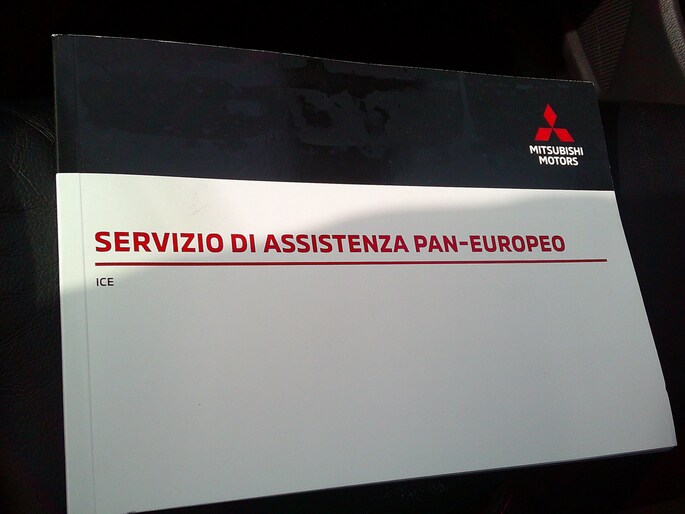 MITSUBISHI
MOTORS
SERVIZIO DI ASSISTENZA PAN-EUROPEO
ICE